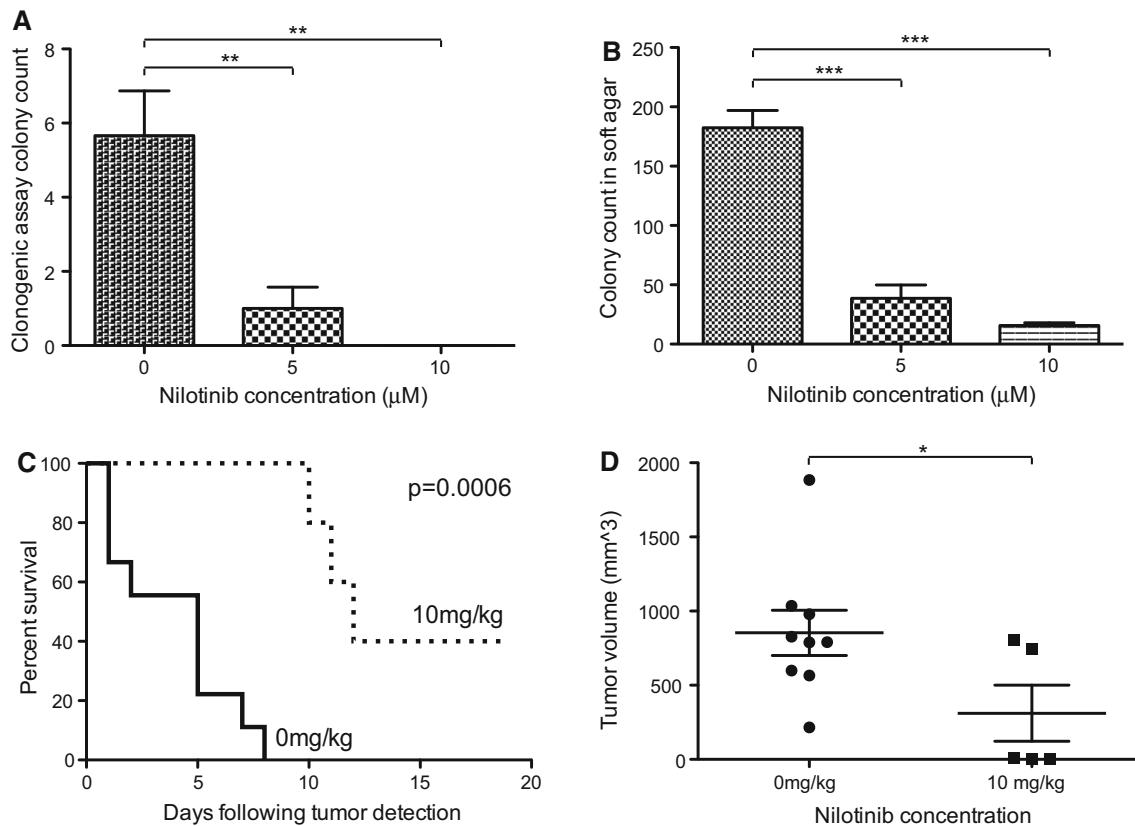 A
Clonogenic assay colony count
8
6
4
2
0
**
**
0 5 10
Nilotinib concentration (μM)
B
Colony count in soft agar
250
200
150
100
50
0
***
***
0 5 10
Nilotinib concentration (μM)
C
Percent survival
100
80
60
40
20
0
p=0.0006
10mg/kg
0mg/kg
0 5 10 15 20
Days following tumor detection
D
Tumor volume (mm^3)
2000
1500
1000
500
0
*
0mg/kg 10 mg/kg
Nilotinib concentration